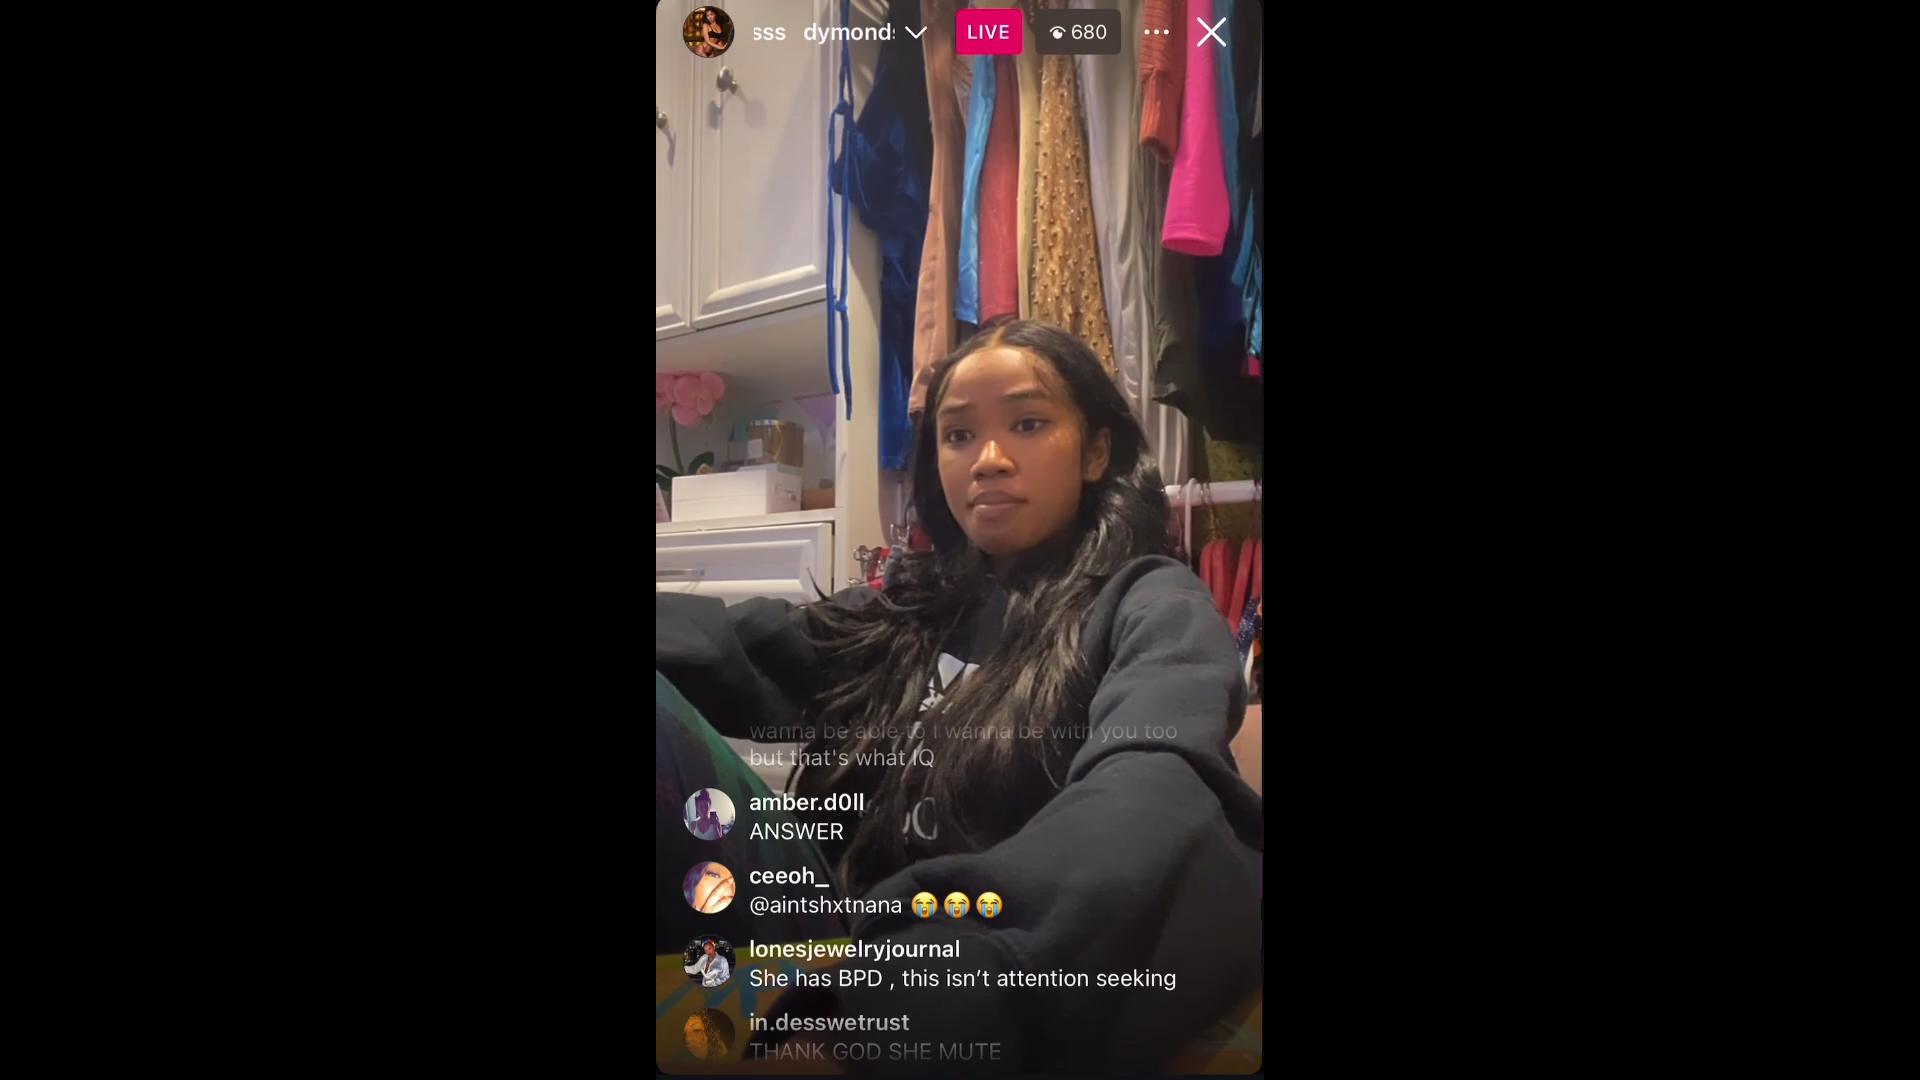 sss dymond
LIVE
680
wanna be able to I wanna be with you too
but that's what IQ
amber.d0ll
ANSWER
ceeoh_
@aintshxtnana 😭😭😭
lonesjewelryjournal
She has BPD , this isn’t attention seeking
in.desswetrust
THANK GOD SHE MUTE